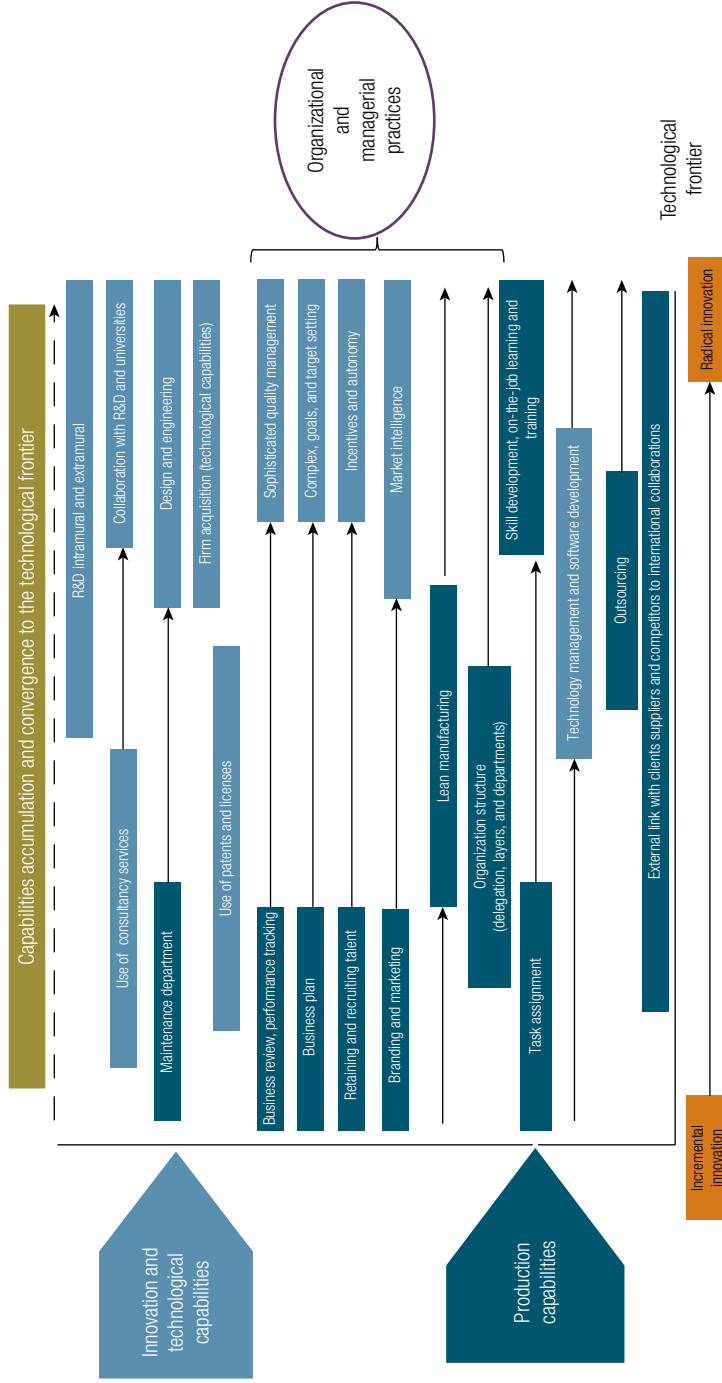 Capabilities accumulation and convergence to the technological frontier
R&D intramural and extramural
Use of consultancy services
Collaboration with R&D and universities
Maintenance department
Design and engineering
Firm acquisition (technological capabilities)
Use of patents and licenses
Innovation and
technological
capabilities
Business review, performance tracking
Sophisticated quality management
Business plan
Complex, goals, and target setting
Retaining and recruiting talent
Incentives and autonomy
Branding and marketing
Market intelligence
Organizational
and
managerial
practices
Lean manufacturing
Organization structure
(delegation, layers, and departments)
Production
capabilities
Task assignment
Skill development, on-the-job learning and
training
Technology management and software development
Outsourcing
External link with clients suppliers and competitors to international collaborations
Technological
frontier
Incremental
innovation
Radical innovation